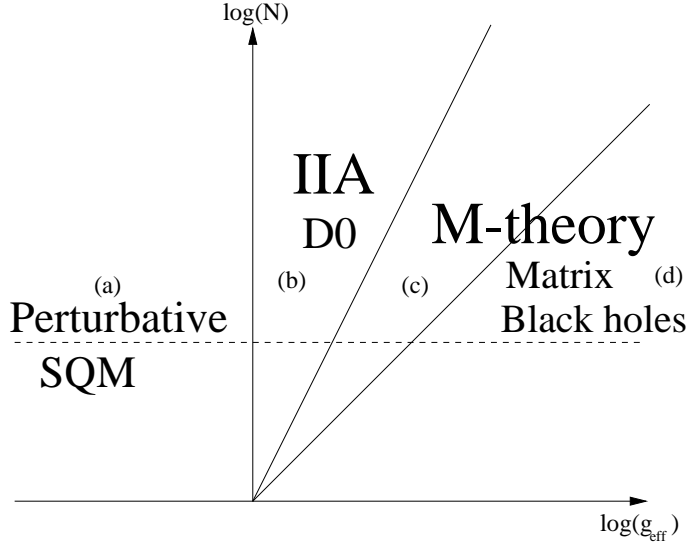 log(N)
IIA
D0
M-theory
(a)
(b)
(c)
Matrix
(d)
Perturbative
Black holes
SQM
log(g_eff)